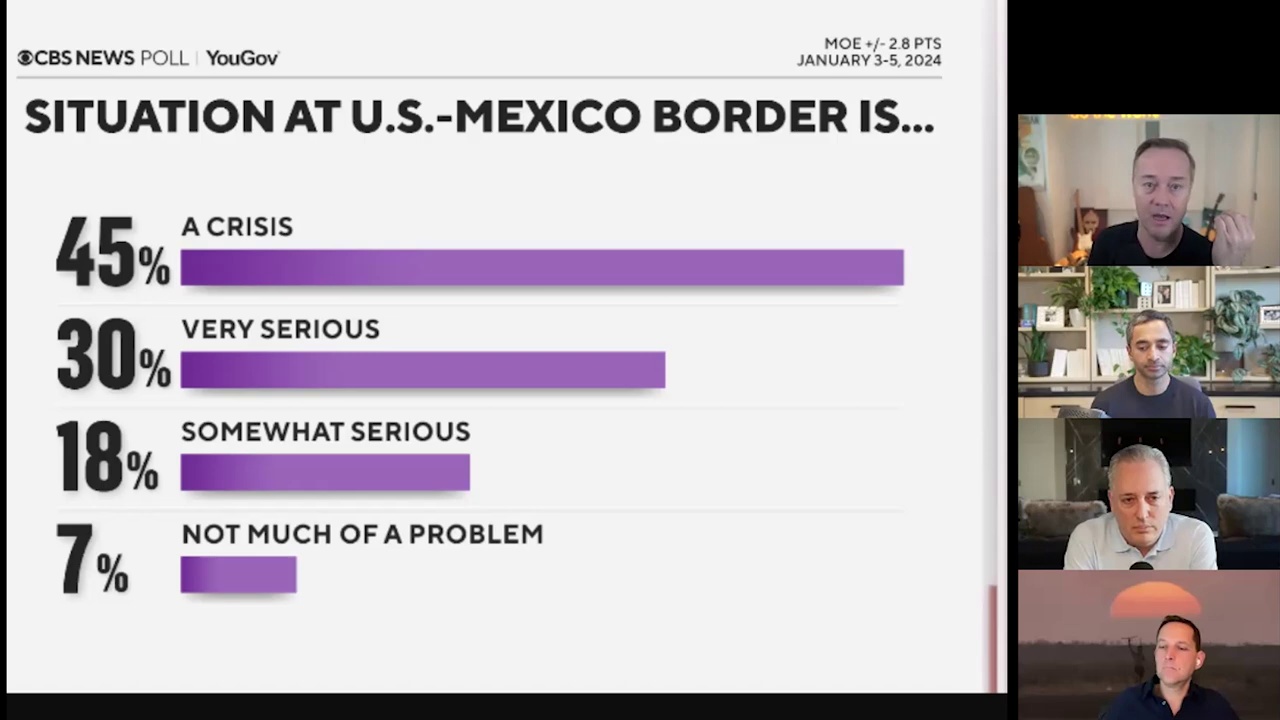 CBS NEWS POLL | YouGov
MOE +/- 2.8 PTS
JANUARY 3-5, 2024
SITUATION AT U.S.-MEXICO BORDER IS...
45% A CRISIS
30% VERY SERIOUS
18% SOMEWHAT SERIOUS
7% NOT MUCH OF A PROBLEM